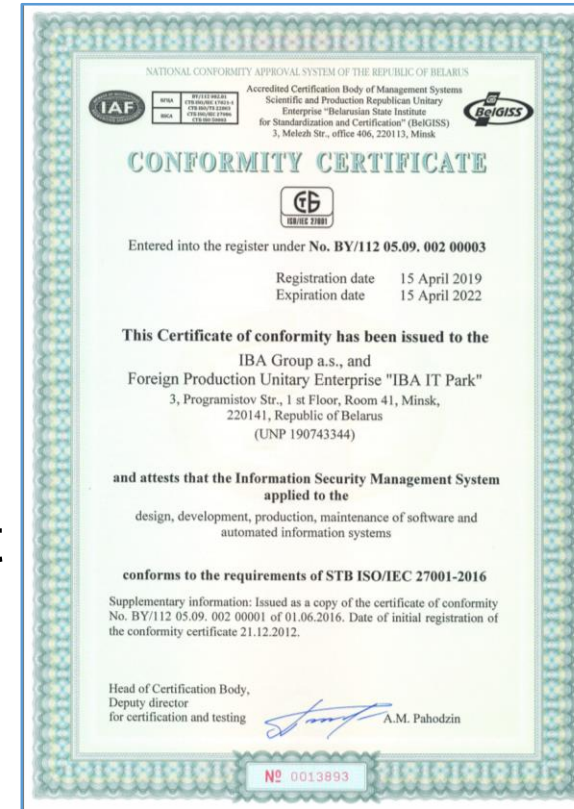 NATIONAL CONFORMITY APPROVAL SYSTEM OF THE REPUBLIC OF BELARUS
IAF
BY/112 002.01
СТБ ISO/IEC 17021-1
Accredited Certification Body of Management Systems
Scientific and Production Republican Unitary
Enterprise "Belarusian State Institute
for Standardization and Certification" (BelGISS)
3, Melezh Str., office 406, 220113, Minsk
BelGISS
CONFORMITY CERTIFICATE
ISO/IEC 27001
Entered into the register under No. BY/112 05.09. 002 00003
Registration date 15 April 2019
Expiration date 15 April 2022
This Certificate of conformity has been issued to the
IBA Group a.s., and
Foreign Production Unitary Enterprise "IBA IT Park"
3, Programistov Str., 1 st Floor, Room 41, Minsk,
220141, Republic of Belarus
(UNP 190743344)
and attests that the Information Security Management System
applied to the
design, development, production, maintenance of software and
automated information systems
conforms to the requirements of STB ISO/IEC 27001-2016
Supplementary information: Issued as a copy of the certificate of conformity
No. BY/112 05.09. 002 00001 of 01.06.2016. Date of initial registration of
the conformity certificate 21.12.2012.
Head of Certification Body,
Deputy director
for certification and testing A.M. Pahodzin
№ 0013893